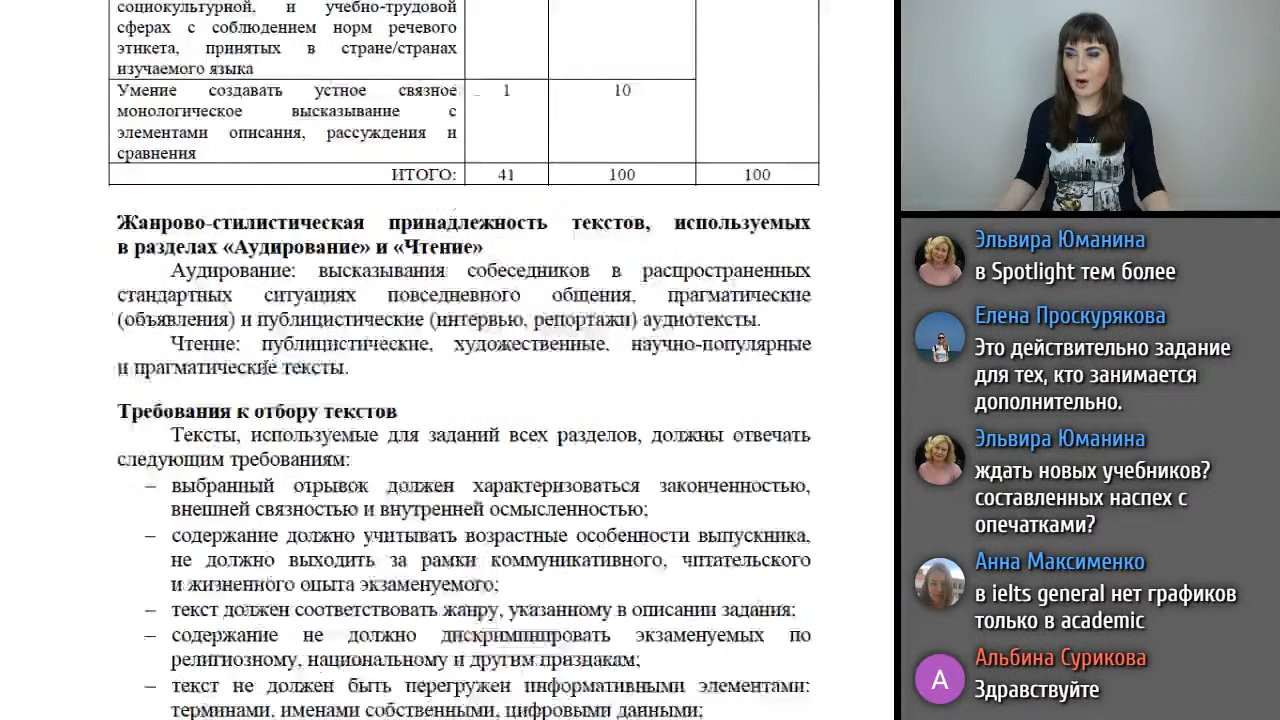 социокультурной, и учебно-трудовой
сферах с соблюдением норм речевого
этикета, принятых в стране/странах
изучаемого языка
Умение создавать устное связное 1 10
монологическое высказывание с
элементами описания, рассуждения и
сравнения
ИТОГО: 41 100 100
Жанрово-стилистическая принадлежность текстов, используемых
в разделах «Аудирование» и «Чтение»
Аудирование: высказывания собеседников в распространенных
стандартных ситуациях повседневного общения, прагматические
(объявления) и публицистические (интервью, репортажи) аудиотексты.
Чтение: публицистические, художественные, научно-популярные
и прагматические тексты.
Требования к отбору текстов
Тексты, используемые для заданий всех разделов, должны отвечать
следующим требованиям:
– выбранный отрывок должен характеризоваться законченностью,
внешней связностью и внутренней осмысленностью;
– содержание должно учитывать возрастные особенности выпускника,
не должно выходить за рамки коммуникативного, читательского
и жизненного опыта экзаменуемого;
– текст должен соответствовать жанру, указанному в описании задания;
– содержание не должно дискриминировать экзаменуемых по
религиозному, национальному и другим признакам;
– текст не должен быть перегружен информативными элементами:
терминами, именами собственными, цифровыми данными;
Эльвира Юманина
в Spotlight тем более
Елена Проскурякова
Это действительно задание
для тех, кто занимается
дополнительно.
Эльвира Юманина
ждать новых учебников?
составленных наспех с
опечатками?
Анна Максименко
в ielts general нет графиков
только в academic
А
Альбина Сурикова
Здравствуйте